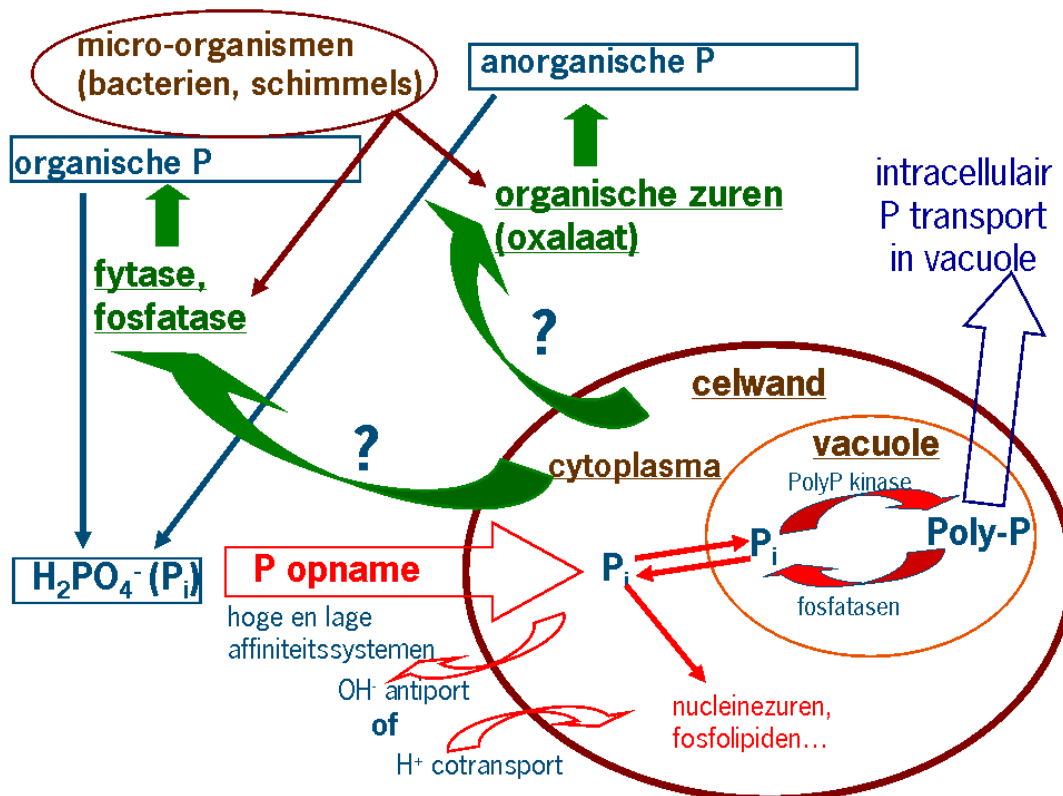 micro-organismen
(bacterien, schimmels)
anorganische P
organische P
organische zuren
(oxalaat)
intracellulair
P transport
in vacuole
fytase,
fosfatase
?
?
celwand
vacuole
cytoplasma
PolyP kinase
Pᵢ
Poly-P
fosfatasen
H₂PO₄⁻ (Pᵢ)
P opname
Pᵢ
hoge en lage
affiniteitssystemen
OH⁻ antiport
of
H⁺ cotransport
nucleinezuren,
fosfolipiden...